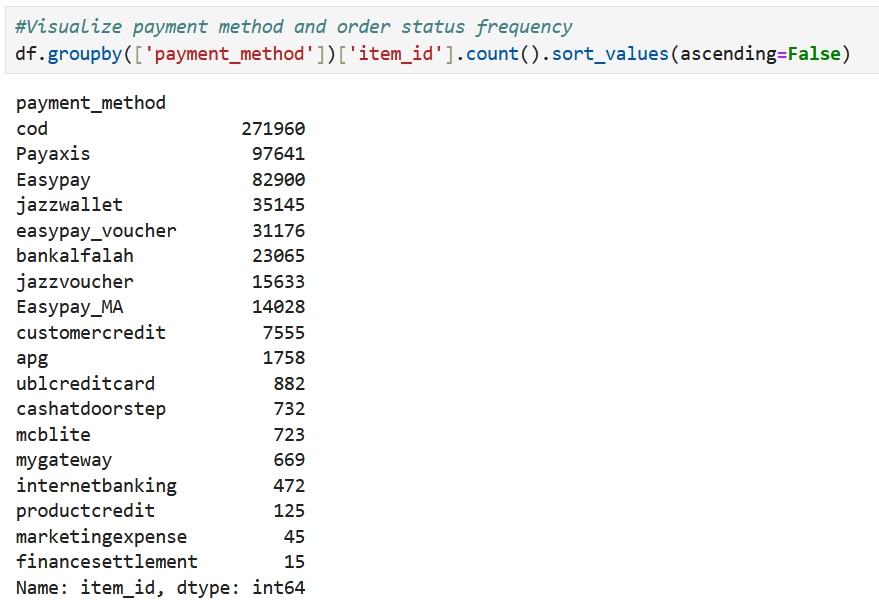 #Visualize payment method and order status frequency
df.groupby(['payment_method'])['item_id'].count().sort_values(ascending=False)
payment_method
cod 271960
Payaxis 97641
Easypay 82900
jazzwallet 35145
easypay_voucher 31176
bankalfalah 23065
jazzvoucher 15633
Easypay_MA 14028
customercredit 7555
apg 1758
ublcreditcard 882
cashatdoorstep 732
mcblite 723
mygateway 669
internetbanking 472
productcredit 125
marketingexpense 45
financesettlement 15
Name: item_id, dtype: int64